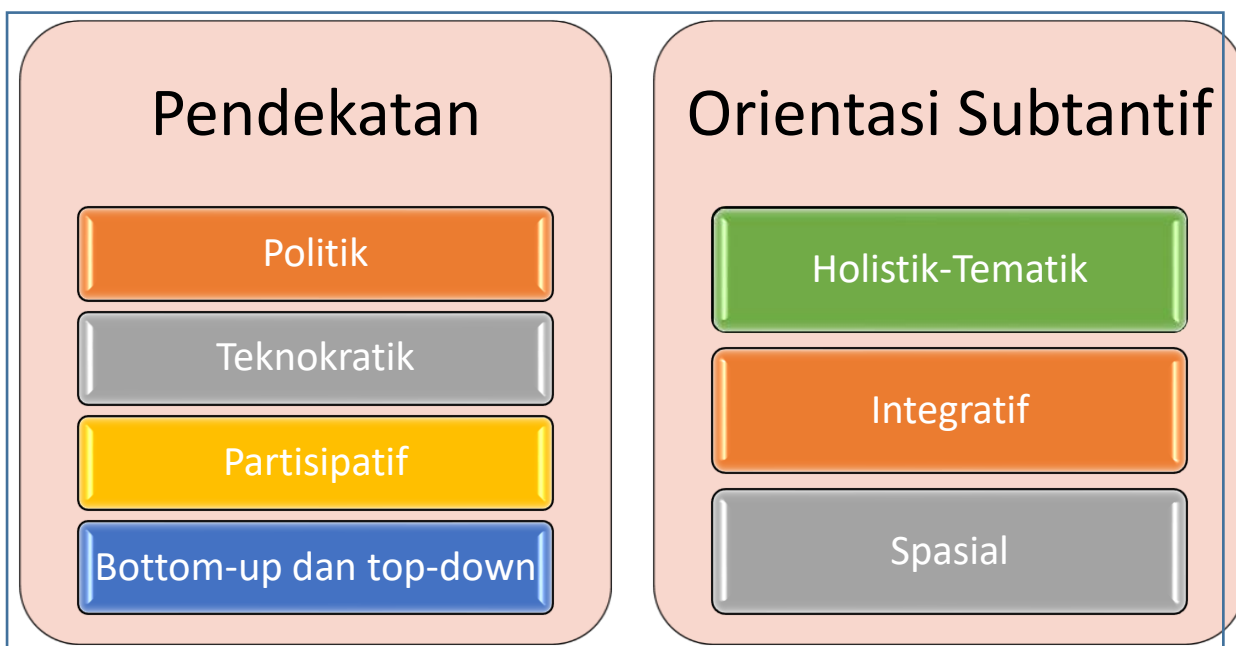 Pendekatan
Politik
Teknokratik
Partisipatif
Bottom-up dan top-down
Orientasi Subtantif
Holistik-Tematik
Integratif
Spasial